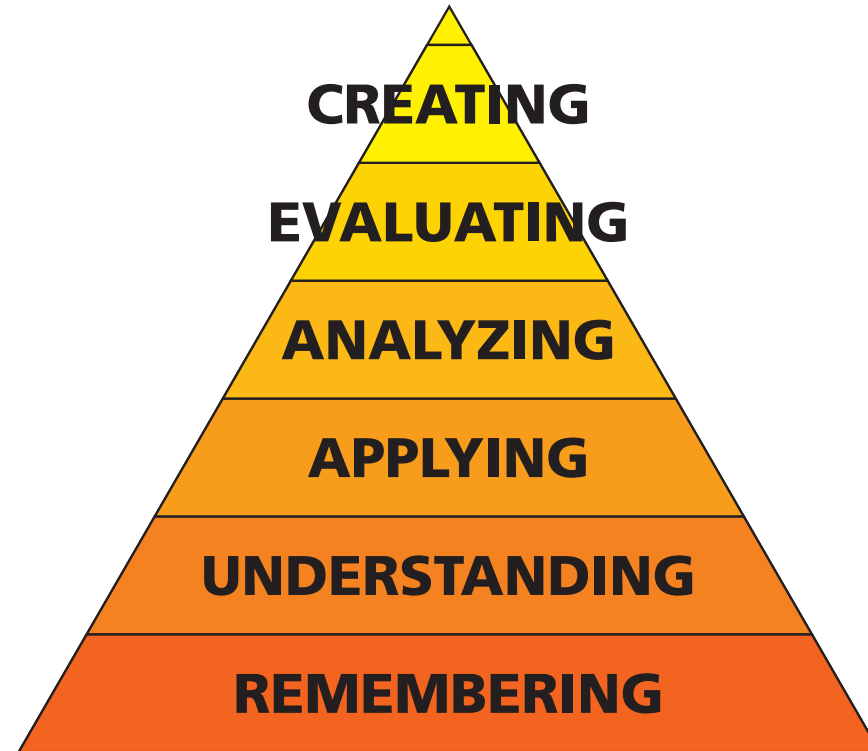 CREATING
EVALUATING
ANALYZING
APPLYING
UNDERSTANDING
REMEMBERING